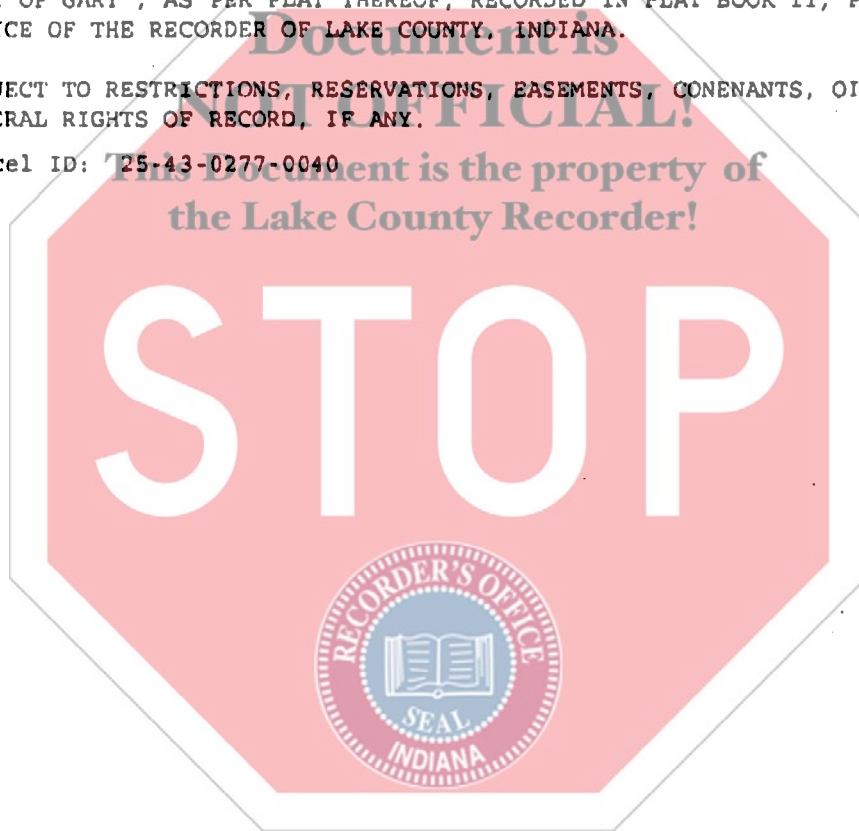 OF GARY", AS PER PLAT THEREOF, RECORDED IN PLAT BOOK 11, P
ICE OF THE RECORDER OF LAKE COUNTY, INDIANA.
Document is
JECT TO RESTRICTIONS, RESERVATIONS, EASEMENTS, CONENANTS, OI
NOT OFFICIAL!
ERAL RIGHTS OF RECORD, IF ANY.
cel ID: 25-43-0277-0040
This Document is the property of
the Lake County Recorder!
STOP
RECORDER'S OFFICE
SEAL
INDIANA